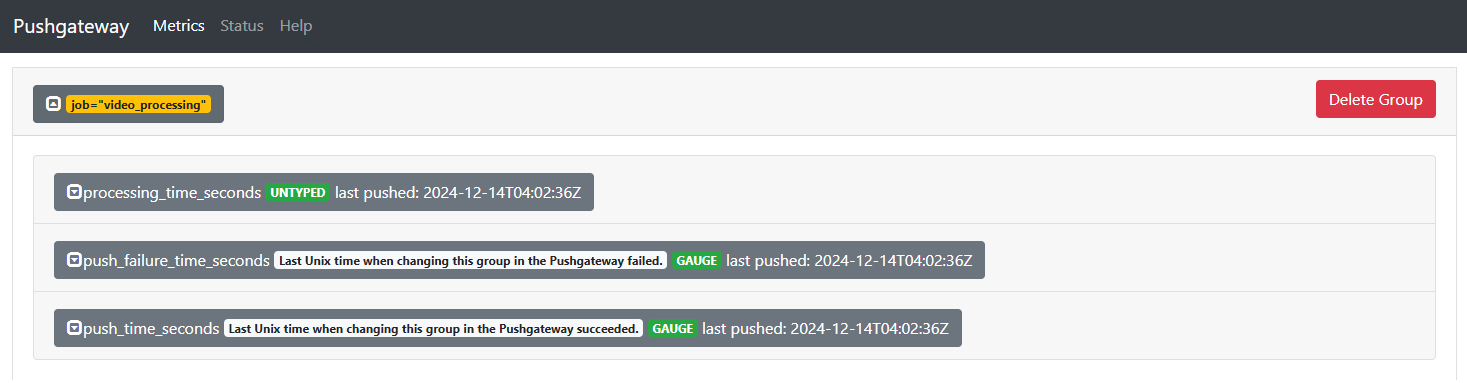 Pushgateway Metrics Status Help
job="video_processing" Delete Group
processing_time_seconds UNTYPED last pushed: 2024-12-14T04:02:36Z
push_failure_time_seconds Last Unix time when changing this group in the Pushgateway failed. GAUGE last pushed: 2024-12-14T04:02:36Z
push_time_seconds Last Unix time when changing this group in the Pushgateway succeeded. GAUGE last pushed: 2024-12-14T04:02:36Z